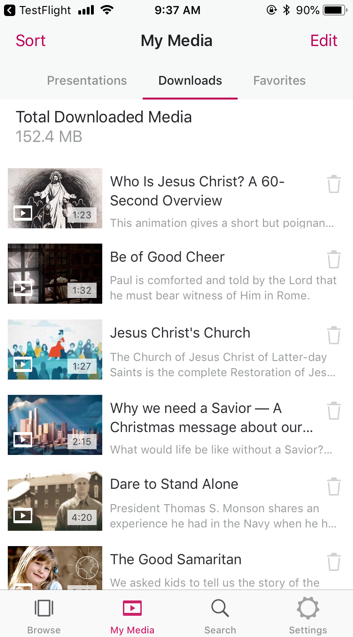 TestFlight 9:37 AM 90%
Sort My Media Edit
Presentations Downloads Favorites
Total Downloaded Media
152.4 MB
Who Is Jesus Christ? A 60-
Second Overview
1:23
This animation gives a short but poignan...
Be of Good Cheer
1:32
Paul is comforted and told by the Lord that
he must bear witness of Him in Rome.
Jesus Christ's Church
1:27
The Church of Jesus Christ of Latter-day
Saints is the complete Restoration of Jes...
Why we need a Savior — A
Christmas message about our...
2:15
What would life be like without a Savior?...
Dare to Stand Alone
4:20
President Thomas S. Monson shares an
experience he had in the Navy when he h...
The Good Samaritan
We asked kids to tell us the story of the
Browse My Media Search Settings